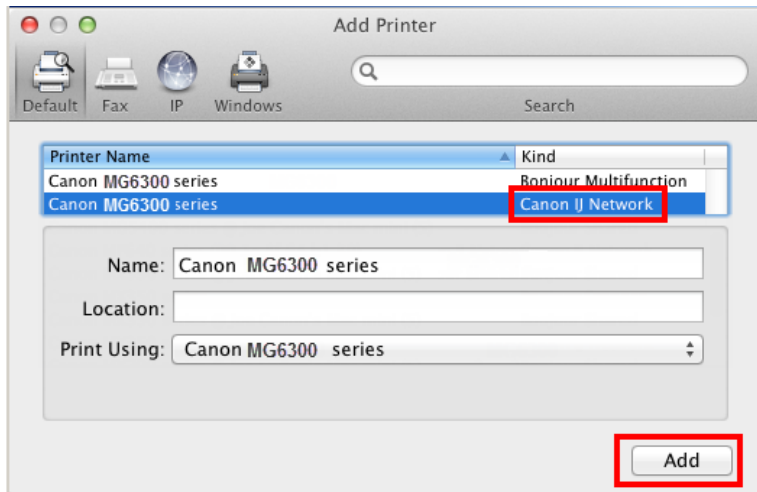 Add Printer
Default Fax IP Windows Search
Printer Name Kind
Canon MG6300 series Bonjour Multifunction
Canon MG6300 series Canon IJ Network
Name: Canon MG6300 series
Location:
Print Using: Canon MG6300 series
Add